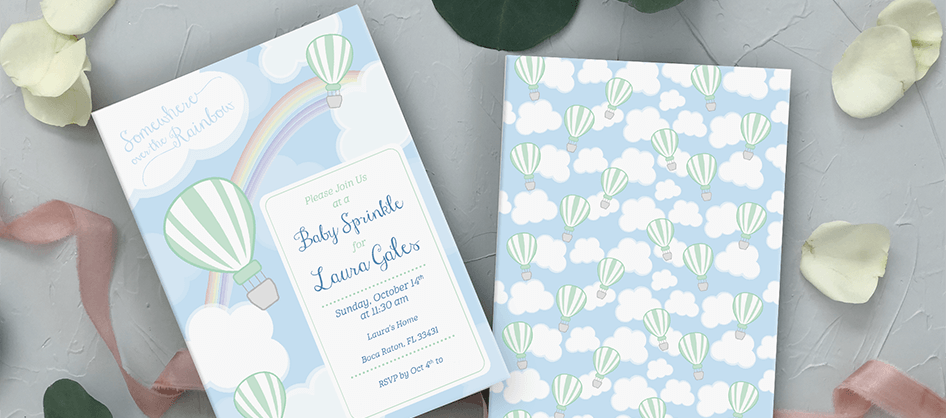 Somewhere
over the Rainbow
Please Join Us
at a
Baby Sprinkle
for
Laura Gales
Sunday, October 14th
at 11:30 am
Laura's Home
Boca Raton, FL 33431
RSVP by Oct 4th to